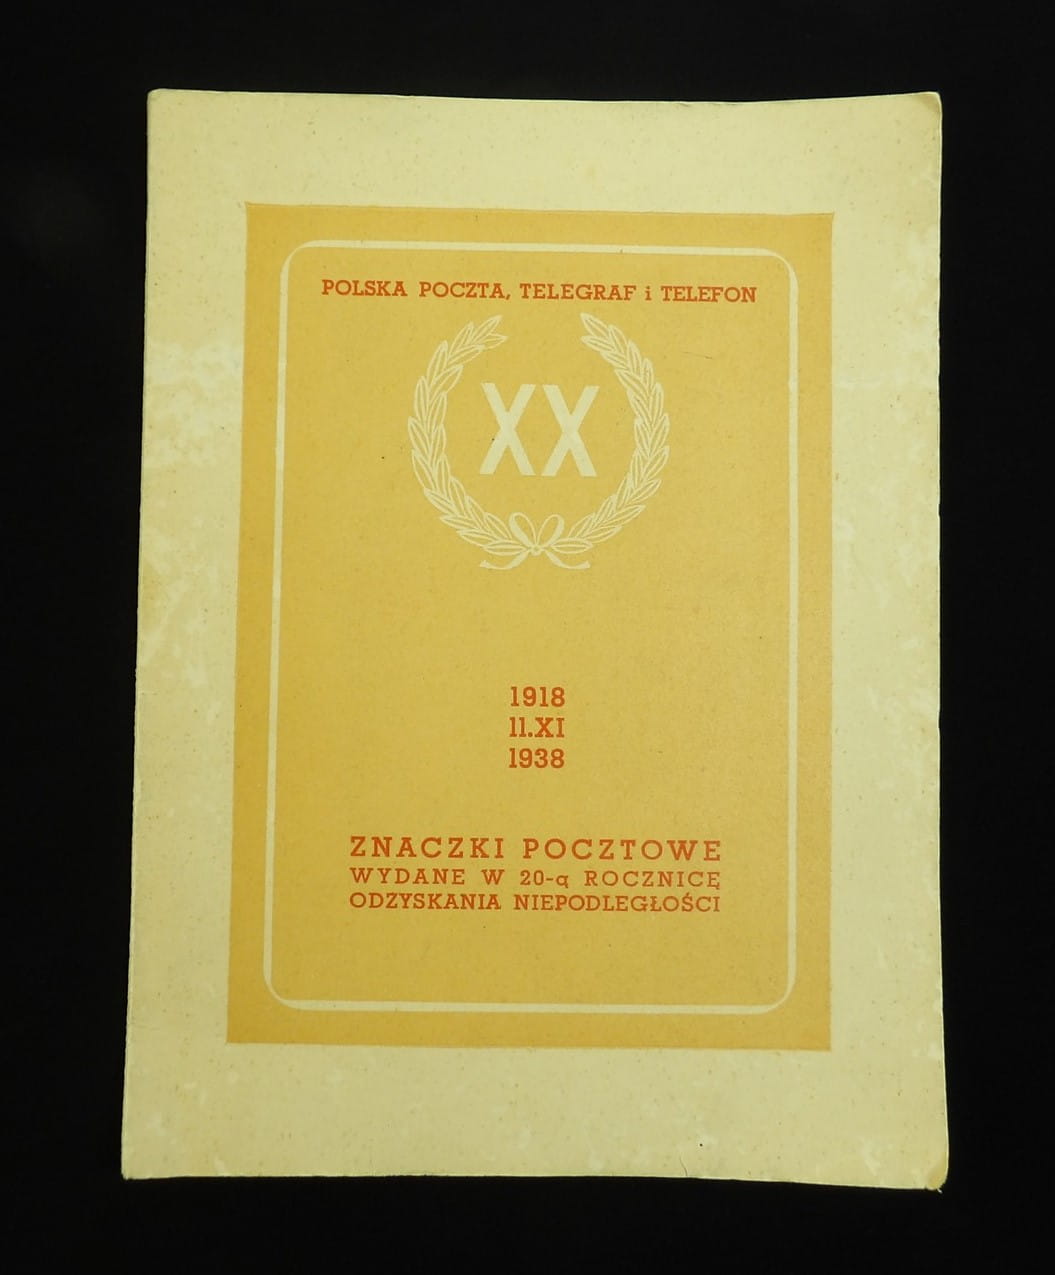 POLSKA POCZTA, TELEGRAF i TELEFON
XX
1918
11.XI
1938
ZNACZKI POCZTOWE
WYDANE W 20-ą ROCZNICĘ
ODZYSKANIA NIEPODLEGŁOŚCI